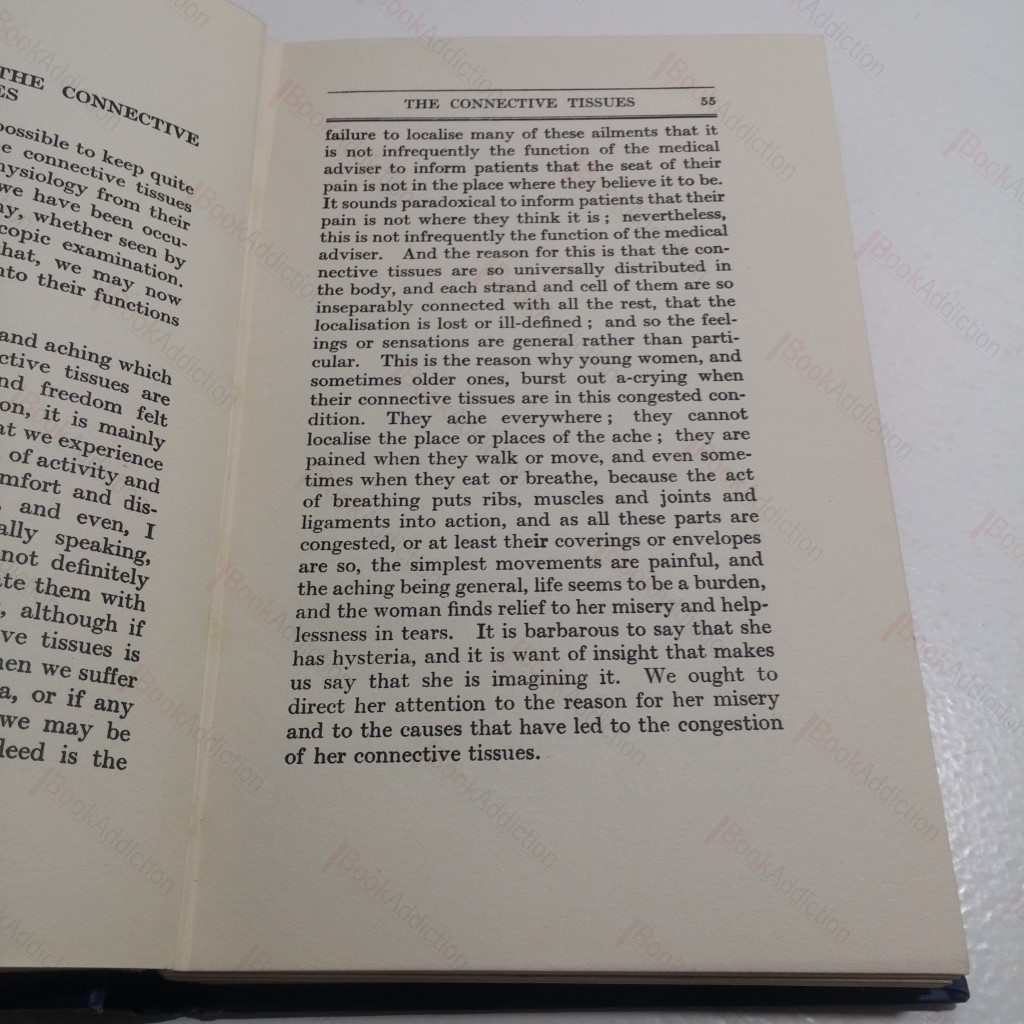 THE CONNECTIVE
ES
possible to keep quite
e connective tissues
hysiology from their
we have been occu-
ny, whether seen by
copic examination.
that, we may now
nto their functions
and aching which
ctive tissues are
nd freedom felt
on, it is mainly
at we experience
of activity and
mfort and dis-
, and even, I
ally speaking,
not definitely
te them with
, although if
ve tissues is
hen we suffer
a, or if any
we may be
leed is the
THE CONNECTIVE TISSUES 55
failure to localise many of these ailments that it
is not infrequently the function of the medical
adviser to inform patients that the seat of their
pain is not in the place where they believe it to be.
It sounds paradoxical to inform patients that their
pain is not where they think it is; nevertheless,
this is not infrequently the function of the medical
adviser. And the reason for this is that the con-
nective tissues are so universally distributed in
the body, and each strand and cell of them are so
inseparably connected with all the rest, that the
localisation is lost or ill-defined; and so the feel-
ings or sensations are general rather than parti-
cular. This is the reason why young women, and
sometimes older ones, burst out a-crying when
their connective tissues are in this congested con-
dition. They ache everywhere; they cannot
localise the place or places of the ache; they are
pained when they walk or move, and even some-
times when they eat or breathe, because the act
of breathing puts ribs, muscles and joints and
ligaments into action, and as all these parts are
congested, or at least their coverings or envelopes
are so, the simplest movements are painful, and
the aching being general, life seems to be a burden,
and the woman finds relief to her misery and help-
lessness in tears. It is barbarous to say that she
has hysteria, and it is want of insight that makes
us say that she is imagining it. We ought to
direct her attention to the reason for her misery
and to the causes that have led to the congestion
of her connective tissues.
BookAddiction